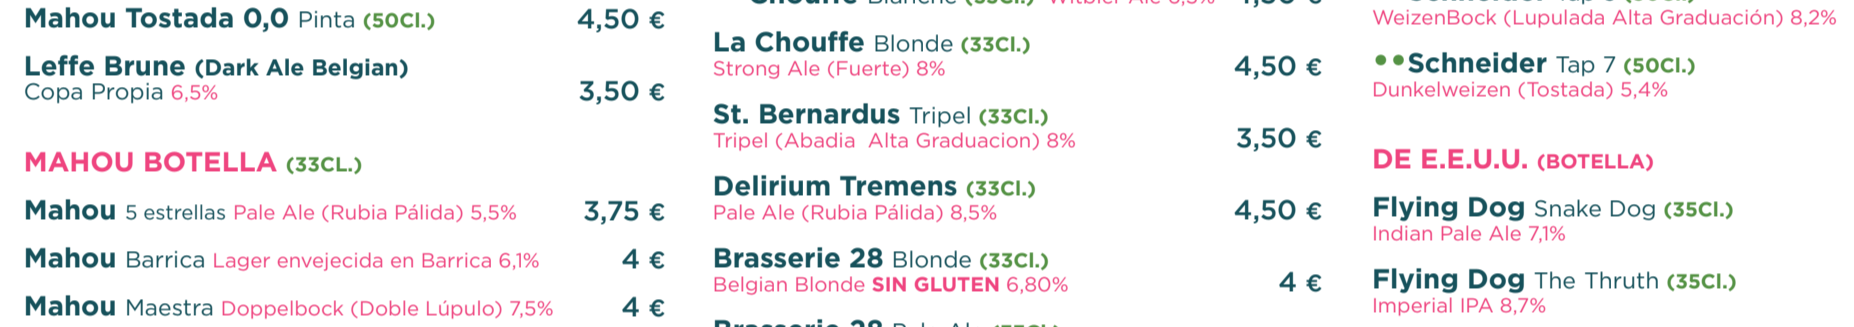 Mahou Tostada 0,0 Pinta (50Cl.) 4,50 €
Leffe Brune (Dark Ale Belgian)
Copa Propia 6,5% 3,50 €
MAHOU BOTELLA (33CL.)
Mahou 5 estrellas Pale Ale (Rubia Pálida) 5,5% 3,75 €
Mahou Barrica Lager envejecida en Barrica 6,1% 4 €
Mahou Maestra Doppelbock (Doble Lúpulo) 7,5% 4 €
La Chouffe Blonde (33Cl.)
Strong Ale (Fuerte) 8% 4,50 €
St. Bernardus Tripel (33Cl.)
Tripel (Abadia Alta Graduacion) 8% 3,50 €
Delirium Tremens (33Cl.)
Pale Ale (Rubia Pálida) 8,5% 4,50 €
Brasserie 28 Blonde (33Cl.)
Belgian Blonde SIN GLUTEN 6,80% 4 €
WeizenBock (Lupulada Alta Graduación) 8,2%
••Schneider Tap 7 (50Cl.)
Dunkelweizen (Tostada) 5,4%
DE E.E.U.U. (BOTELLA)
Flying Dog Snake Dog (35Cl.)
Indian Pale Ale 7,1%
Flying Dog The Thruth (35Cl.)
Imperial IPA 8,7%